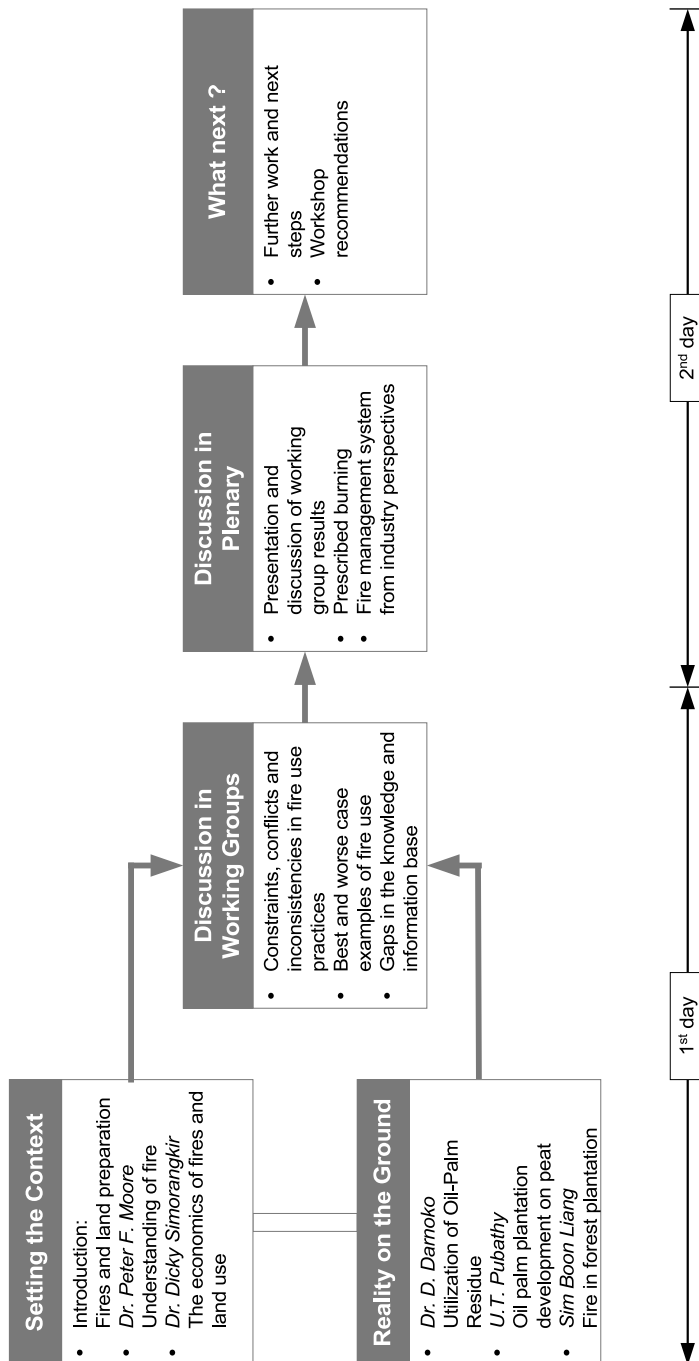 Setting the Context
• Introduction:
Fires and land preparation
• Dr. Peter F. Moore
Understanding of fire
• Dr. Dicky Simorangkir
The economics of fires and
land use
Reality on the Ground
• Dr. D. Darnoko
Utilization of Oil-Palm
Residue
• U.T. Pubathy
Oil palm plantation
development on peat
• Sim Boon Liang
Fire in forest plantation
Discussion in
Working Groups
• Constraints, conflicts and
inconsistencies in fire use
practices
• Best and worse case
examples of fire use
• Gaps in the knowledge and
information base
Discussion in
Plenary
• Presentation and
discussion of working
group results
• Prescribed burning
• Fire management system
from industry perspectives
What next ?
• Further work and next
steps
• Workshop
recommendations
1st day
2nd day